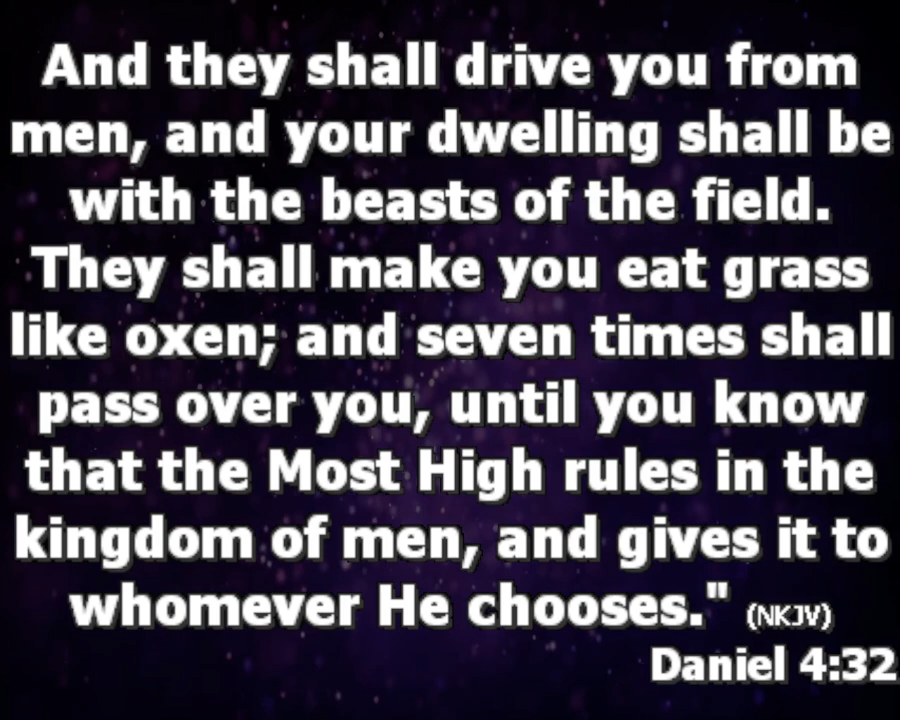 And they shall drive you from
men, and your dwelling shall be
with the beasts of the field.
They shall make you eat grass
like oxen; and seven times shall
pass over you, until you know
that the Most High rules in the
kingdom of men, and gives it to
whomever He chooses." (NKJV)
Daniel 4:32